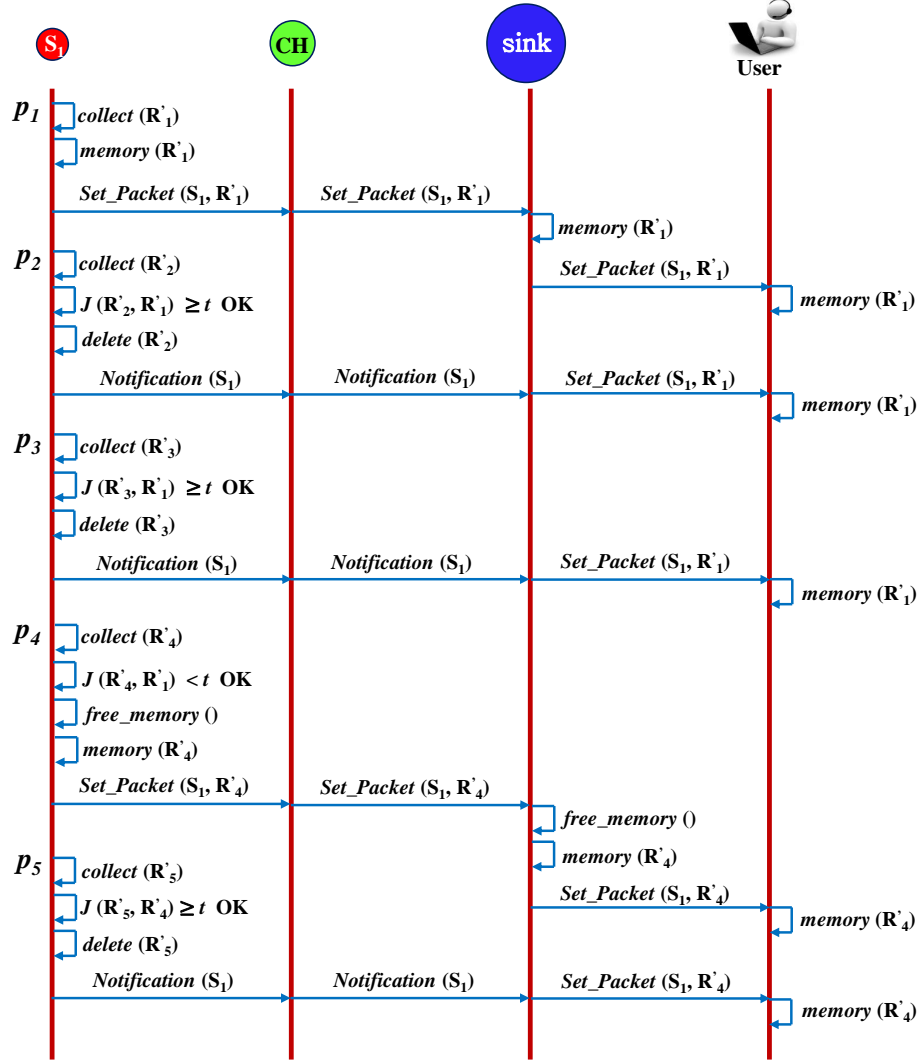 S₁ CH sink
User
p₁ collect (R’₁)
memory (R’₁)
Set_Packet (S₁, R’₁) Set_Packet (S₁, R’₁)
memory (R’₁)
p₂ collect (R’₂) Set_Packet (S₁, R’₁)
J (R’₂, R’₁) ≥ t OK memory (R’₁)
delete (R’₂)
Notification (S₁) Notification (S₁) Set_Packet (S₁, R’₁)
memory (R’₁)
p₃ collect (R’₃)
J (R’₃, R’₁) ≥ t OK
delete (R’₃)
Notification (S₁) Notification (S₁) Set_Packet (S₁, R’₁)
memory (R’₁)
p₄ collect (R’₄)
J (R’₄, R’₁) < t OK
free_memory ()
memory (R’₄)
Set_Packet (S₁, R’₄) Set_Packet (S₁, R’₄)
free_memory ()
memory (R’₄)
p₅ collect (R’₅)
Set_Packet (S₁, R’₄)
J (R’₅, R’₄) ≥ t OK memory (R’₄)
delete (R’₅)
Notification (S₁) Notification (S₁) Set_Packet (S₁, R’₄)
memory (R’₄)